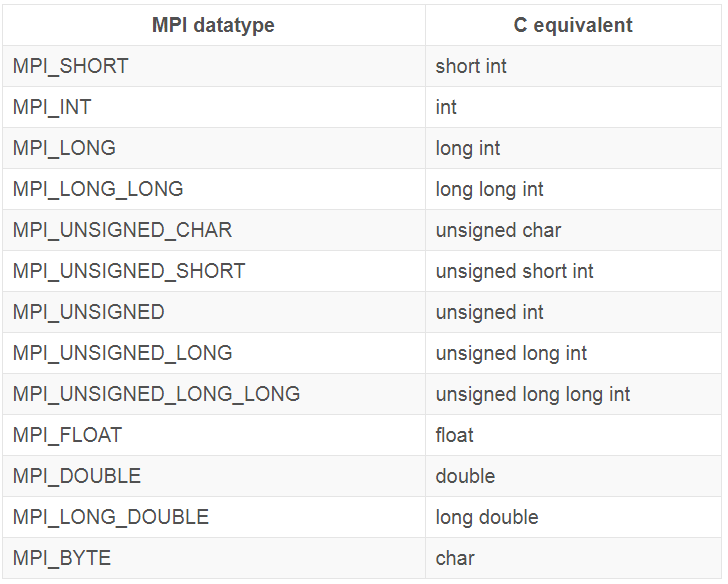 MPI datatype C equivalent
MPI_SHORT short int
MPI_INT int
MPI_LONG long int
MPI_LONG_LONG long long int
MPI_UNSIGNED_CHAR unsigned char
MPI_UNSIGNED_SHORT unsigned short int
MPI_UNSIGNED unsigned int
MPI_UNSIGNED_LONG unsigned long int
MPI_UNSIGNED_LONG_LONG unsigned long long int
MPI_FLOAT float
MPI_DOUBLE double
MPI_LONG_DOUBLE long double
MPI_BYTE char